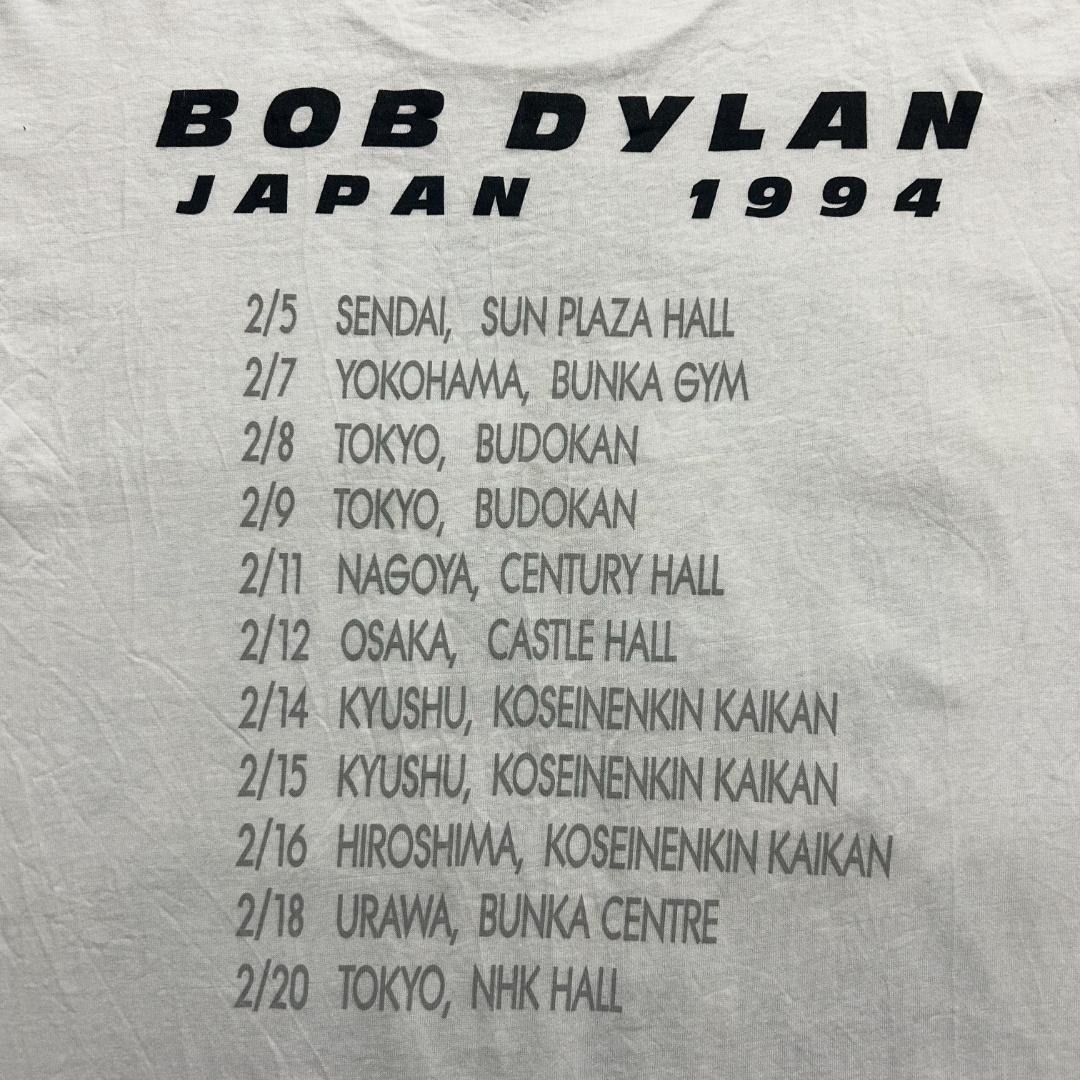 BOB DYLAN
JAPAN 1994
2/5 SENDAI, SUN PLAZA HALL
2/7 YOKOHAMA, BUNKA GYM
2/8 TOKYO, BUDOKAN
2/9 TOKYO, BUDOKAN
2/11 NAGOYA, CENTURY HALL
2/12 OSAKA, CASTLE HALL
2/14 KYUSHU, KOSEINENKIN KAIKAN
2/15 KYUSHU, KOSEINENKIN KAIKAN
2/16 HIROSHIMA, KOSEINENKIN KAIKAN
2/18 URAWA, BUNKA CENTRE
2/20 TOKYO, NHK HALL